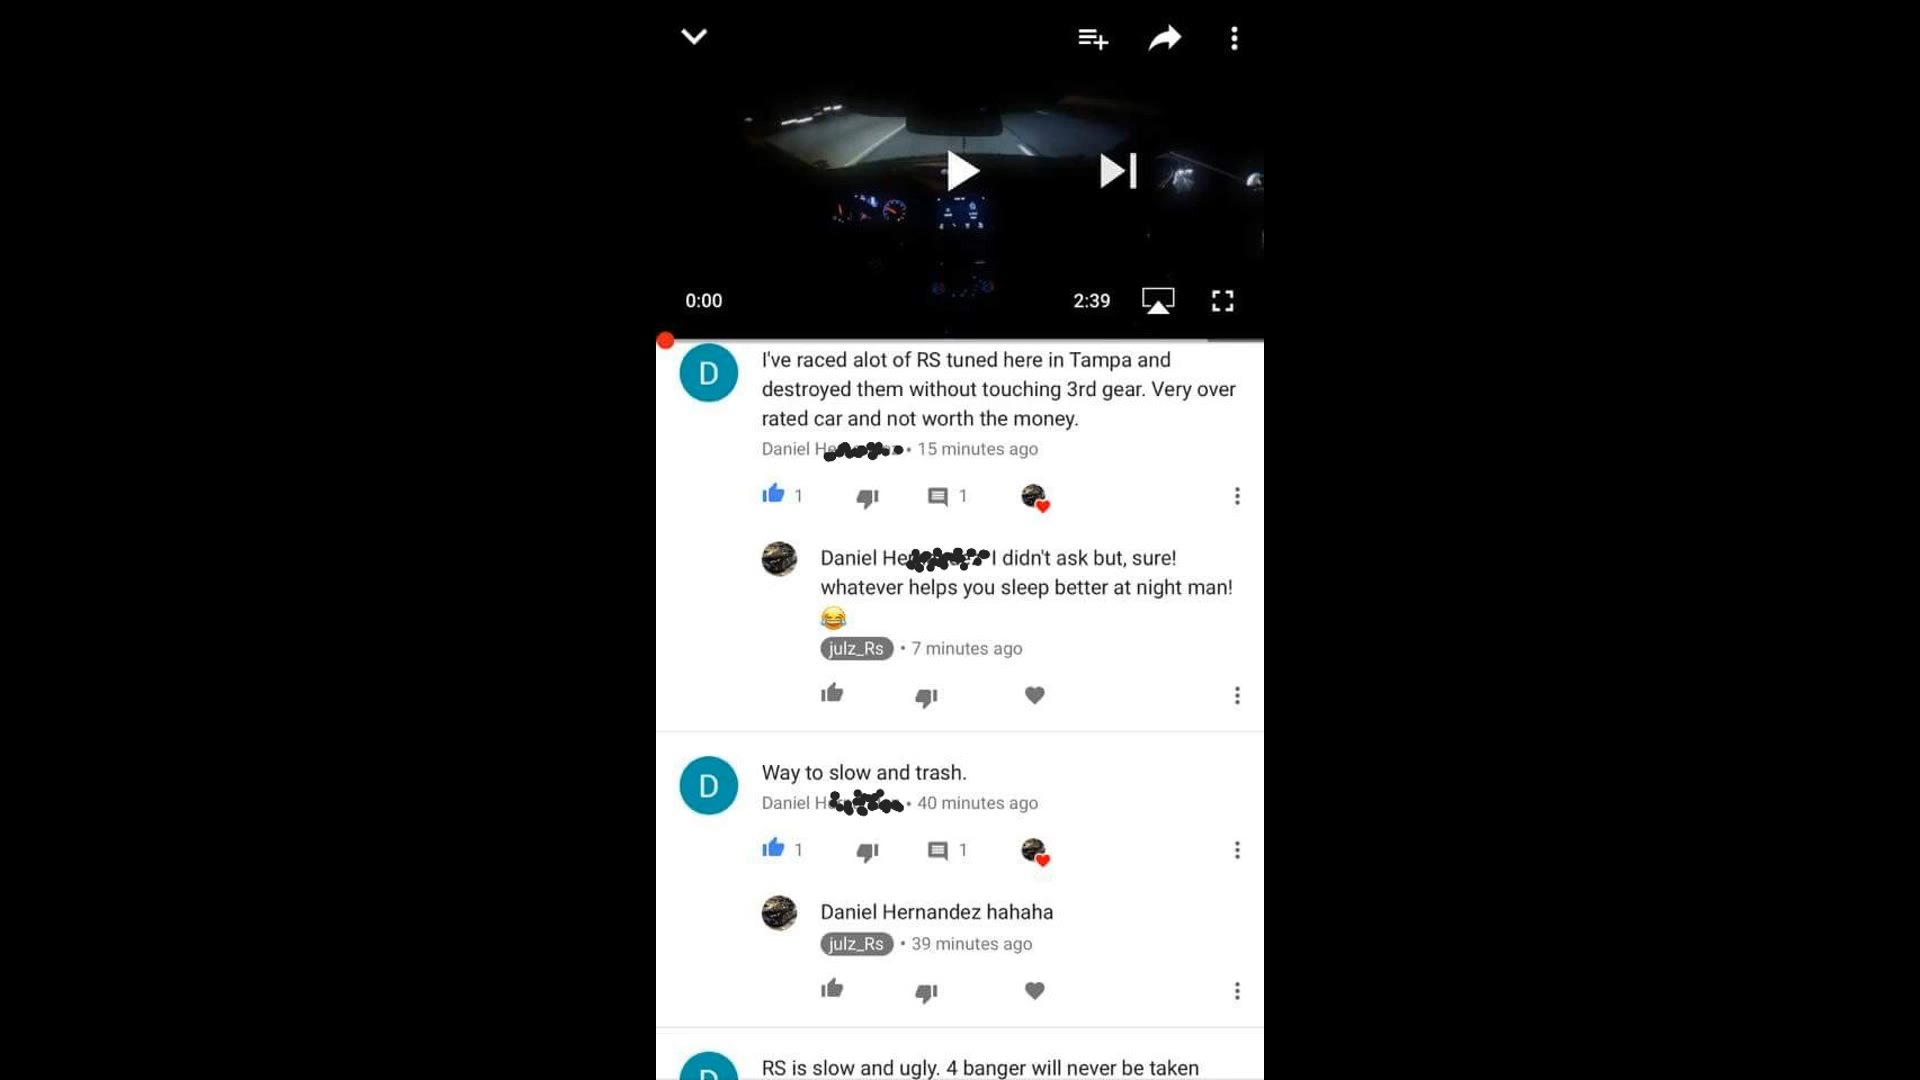 0:00
2:39
D
I've raced alot of RS tuned here in Tampa and
destroyed them without touching 3rd gear. Very over
rated car and not worth the money.
Daniel • 15 minutes ago
1
1
Daniel I didn't ask but, sure!
whatever helps you sleep better at night man!
😂
julz_Rs • 7 minutes ago
D
Way to slow and trash.
Daniel • 40 minutes ago
1
1
Daniel Hernandez hahaha
julz_Rs • 39 minutes ago
D
RS is slow and ugly. 4 banger will never be taken